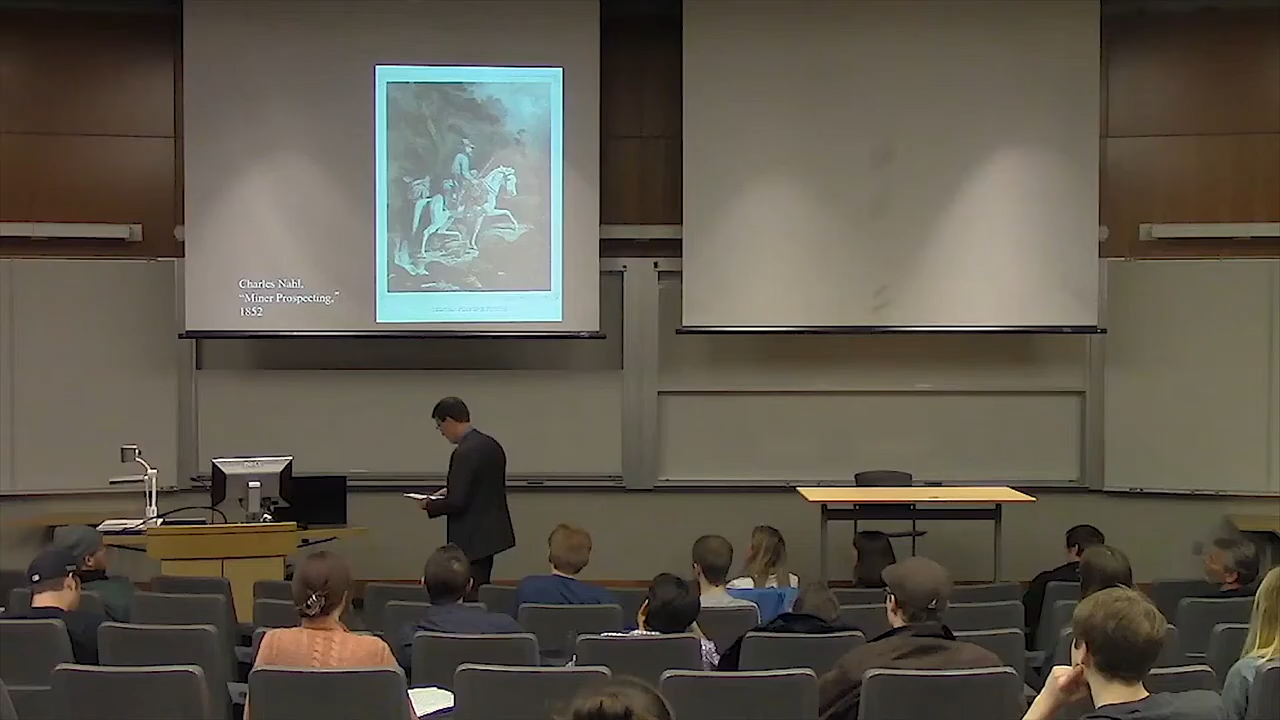 Charles Nahl,
“Miner Prospecting,”
1852